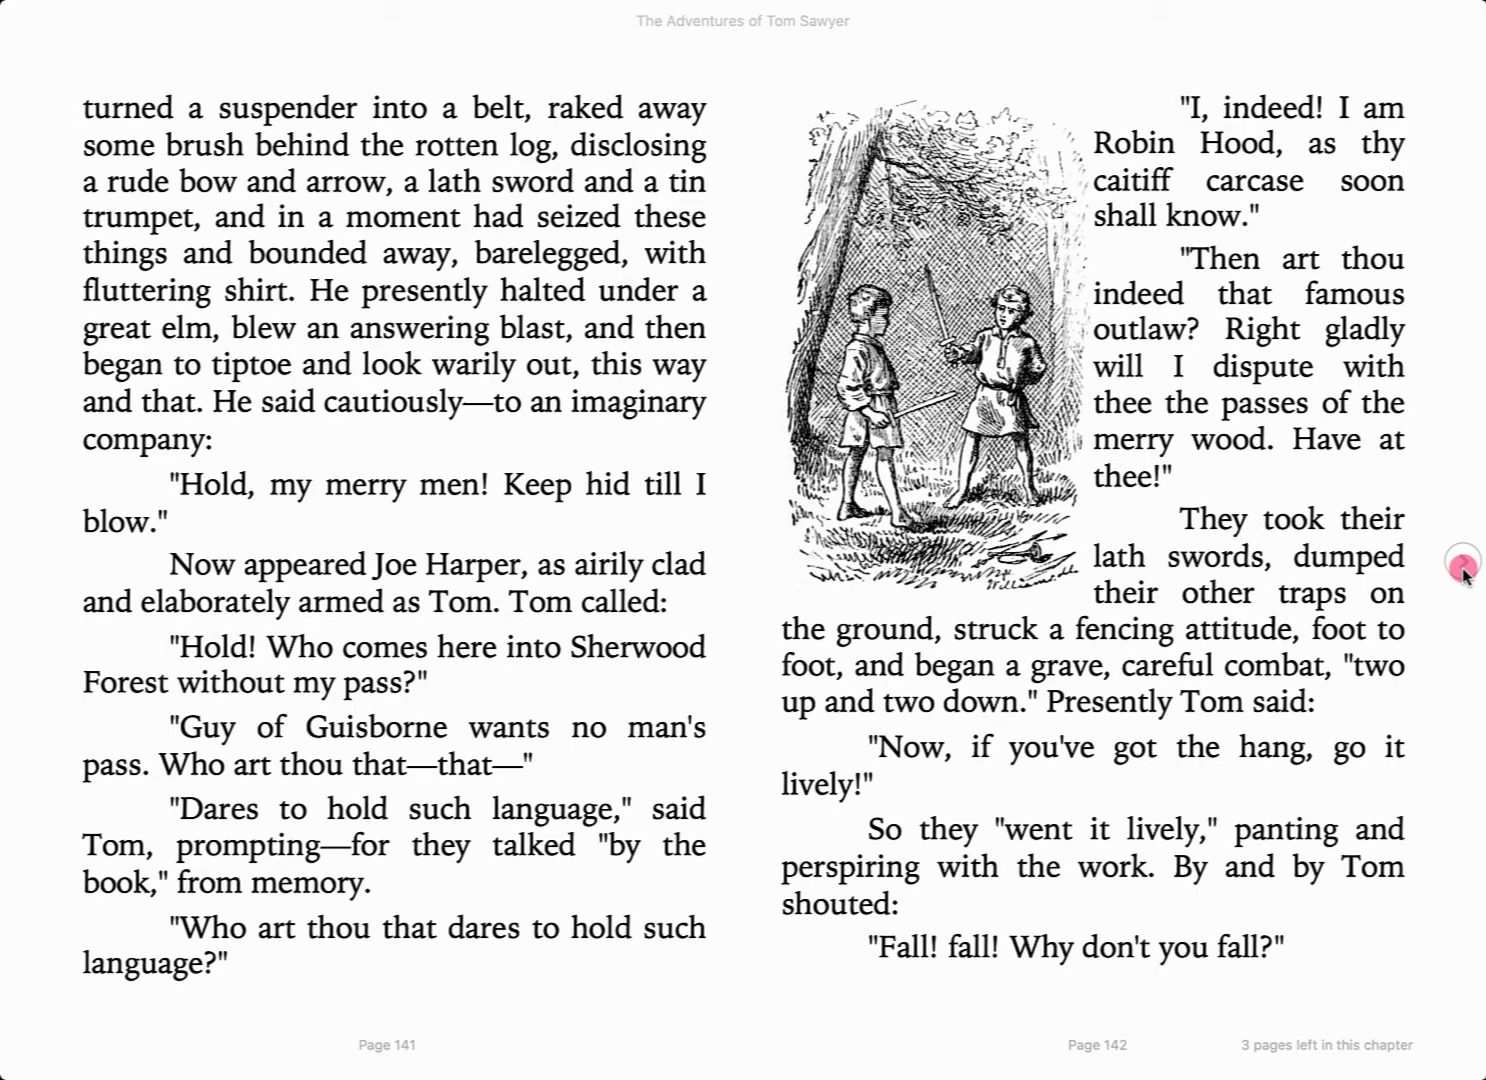 The Adventures of Tom Sawyer
turned a suspender into a belt, raked away
some brush behind the rotten log, disclosing
a rude bow and arrow, a lath sword and a tin
trumpet, and in a moment had seized these
things and bounded away, barelegged, with
fluttering shirt. He presently halted under a
great elm, blew an answering blast, and then
began to tiptoe and look warily out, this way
and that. He said cautiously—to an imaginary
company:
"Hold, my merry men! Keep hid till I
blow."
Now appeared Joe Harper, as airily clad
and elaborately armed as Tom. Tom called:
"Hold! Who comes here into Sherwood
Forest without my pass?"
"Guy of Guisborne wants no man's
pass. Who art thou that—that—"
"Dares to hold such language," said
Tom, prompting—for they talked "by the
book," from memory.
"Who art thou that dares to hold such
language?"
Page 141
"I, indeed! I am
Robin Hood, as thy
caitiff carcase soon
shall know."
"Then art thou
indeed that famous
outlaw? Right gladly
will I dispute with
thee the passes of the
merry wood. Have at
thee!"
They took their
lath swords, dumped
their other traps on
the ground, struck a fencing attitude, foot to
foot, and began a grave, careful combat, "two
up and two down." Presently Tom said:
"Now, if you've got the hang, go it
lively!"
So they "went it lively," panting and
perspiring with the work. By and by Tom
shouted:
"Fall! fall! Why don't you fall?"
Page 142
3 pages left in this chapter